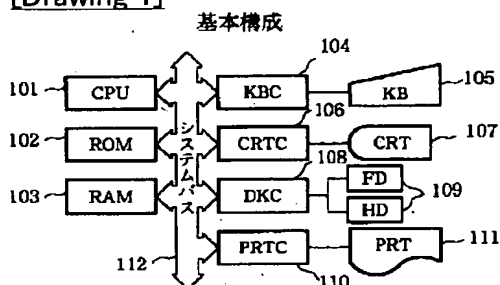 [Drawing 1]
基本構成
101 CPU
102 ROM
103 RAM
システムバス
112
104
KBC
KB 105
106
CRTC
CRT 107
108
DKC
FD
HD
109
PRTC
110
PRT 111